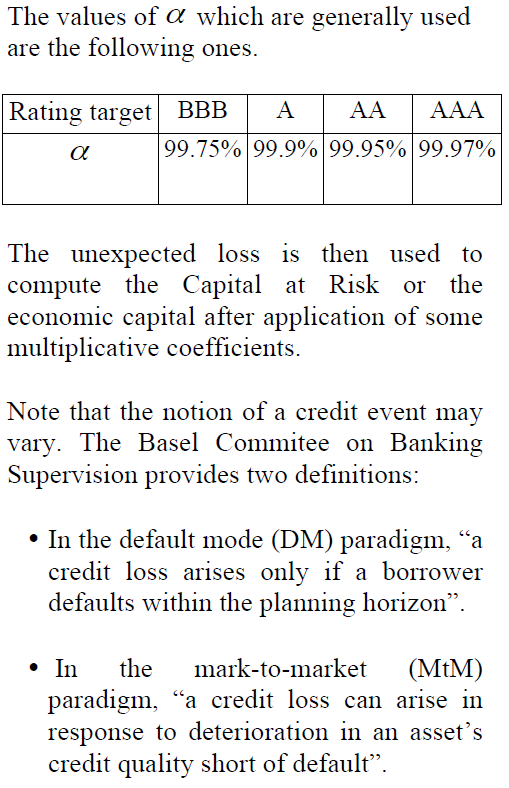 The values of α which are generally used
are the following ones.
Rating target BBB A AA AAA
α 99.75% 99.9% 99.95% 99.97%
The unexpected loss is then used to
compute the Capital at Risk or the
economic capital after application of some
multiplicative coefficients.
Note that the notion of a credit event may
vary. The Basel Commitee on Banking
Supervision provides two definitions:
• In the default mode (DM) paradigm, “a
credit loss arises only if a borrower
defaults within the planning horizon”.
• In the mark-to-market (MtM)
paradigm, “a credit loss can arise in
response to deterioration in an asset’s
credit quality short of default”.